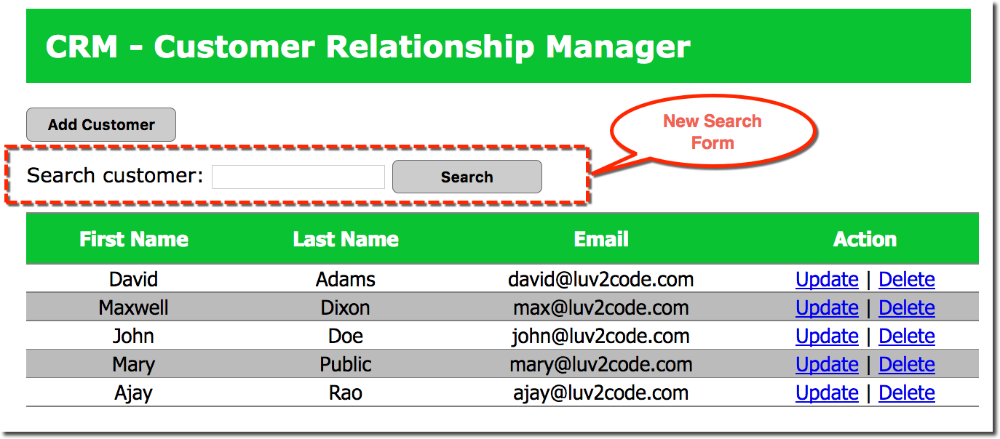 CRM - Customer Relationship Manager
Add Customer
New Search
Form
Search customer: Search
First Name Last Name Email Action
David Adams david@luv2code.com Update | Delete
Maxwell Dixon max@luv2code.com Update | Delete
John Doe john@luv2code.com Update | Delete
Mary Public mary@luv2code.com Update | Delete
Ajay Rao ajay@luv2code.com Update | Delete